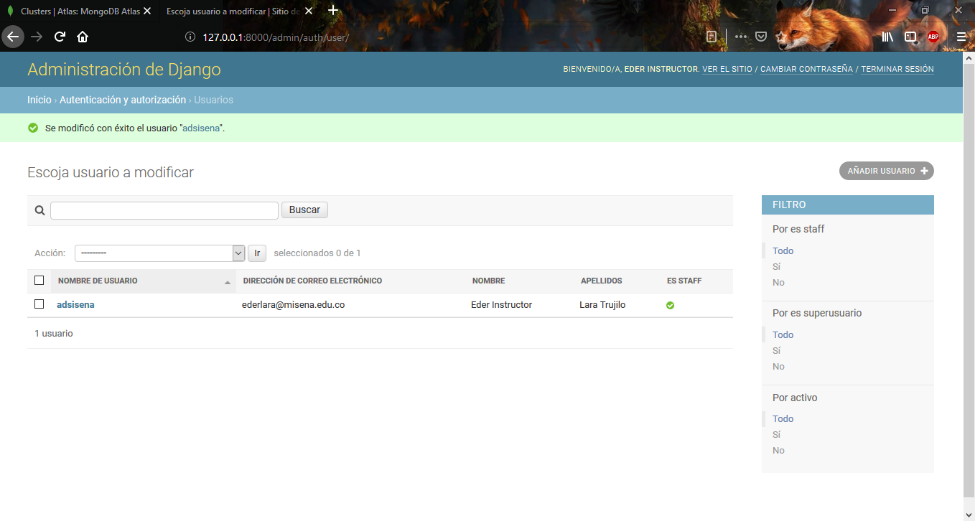 Clusters | Atlas: MongoDB Atlas
Escoja usuario a modificar | Sitio de
127.0.0.1:8000/admin/auth/user/
ABP
Administración de Django
BIENVENIDO/A, EDER INSTRUCTOR. VER EL SITIO / CAMBIAR CONTRASEÑA / TERMINAR SESIÓN
Inicio › Autenticación y autorización › Usuarios
Se modificó con éxito el usuario "adsisena".
Escoja usuario a modificar
AÑADIR USUARIO +
Buscar
Acción: --------- Ir seleccionados 0 de 1
NOMBRE DE USUARIO DIRECCIÓN DE CORREO ELECTRÓNICO NOMBRE APELLIDOS ES STAFF
adsisena ederlara@misena.edu.co Eder Instructor Lara Trujilo
1 usuario
FILTRO
Por es staff
Todo
Sí
No
Por es superusuario
Todo
Sí
No
Por activo
Todo
Sí
No